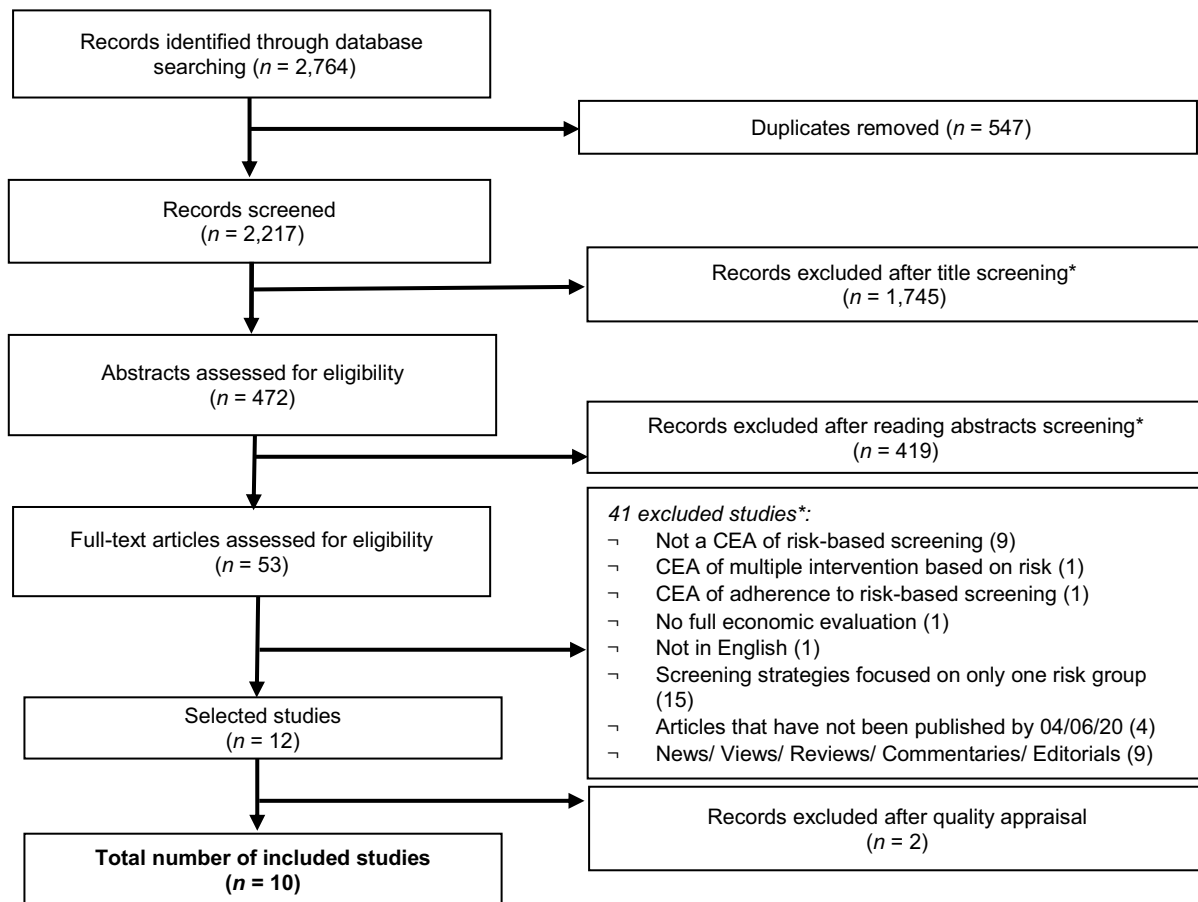 Records identified through database
searching (n = 2,764)
Duplicates removed (n = 547)
Records screened
(n = 2,217)
Records excluded after title screening*
(n = 1,745)
Abstracts assessed for eligibility
(n = 472)
Records excluded after reading abstracts screening*
(n = 419)
Full-text articles assessed for eligibility
(n = 53)
41 excluded studies*:
¬ Not a CEA of risk-based screening (9)
¬ CEA of multiple intervention based on risk (1)
¬ CEA of adherence to risk-based screening (1)
¬ No full economic evaluation (1)
¬ Not in English (1)
¬ Screening strategies focused on only one risk group
(15)
¬ Articles that have not been published by 04/06/20 (4)
¬ News/ Views/ Reviews/ Commentaries/ Editorials (9)
Selected studies
(n = 12)
Records excluded after quality appraisal
(n = 2)
Total number of included studies
(n = 10)